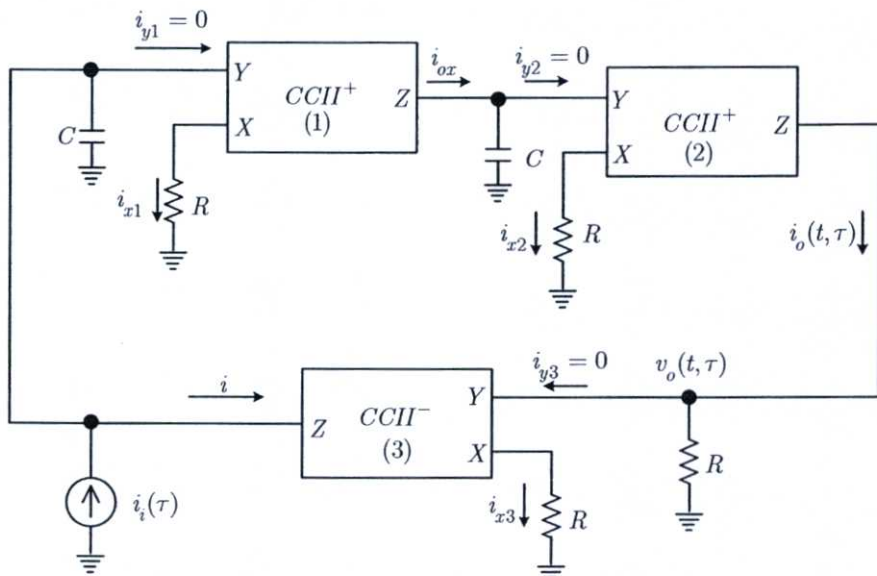 i_{y1} = 0
Y
CCII^+
(1)
Z
X
C
i_{x1}
R
i_{ox}
i_{y2} = 0
Y
CCII^+
(2)
Z
X
C
i_{x2}
R
i_o(t,τ)
i
Z
CCII^-
(3)
Y
X
i_{y3} = 0
v_o(t,τ)
R
i_{x3}
R
i_i(τ)